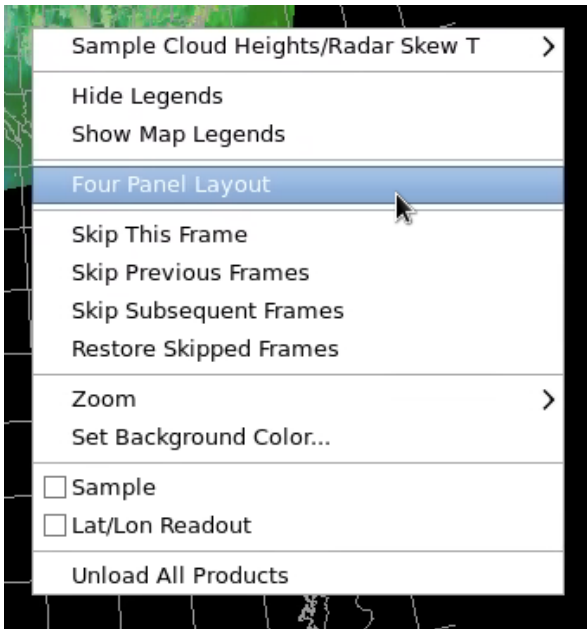 Sample Cloud Heights/Radar Skew T
Hide Legends
Show Map Legends
Four Panel Layout
Skip This Frame
Skip Previous Frames
Skip Subsequent Frames
Restore Skipped Frames
Zoom
Set Background Color...
Sample
Lat/Lon Readout
Unload All Products